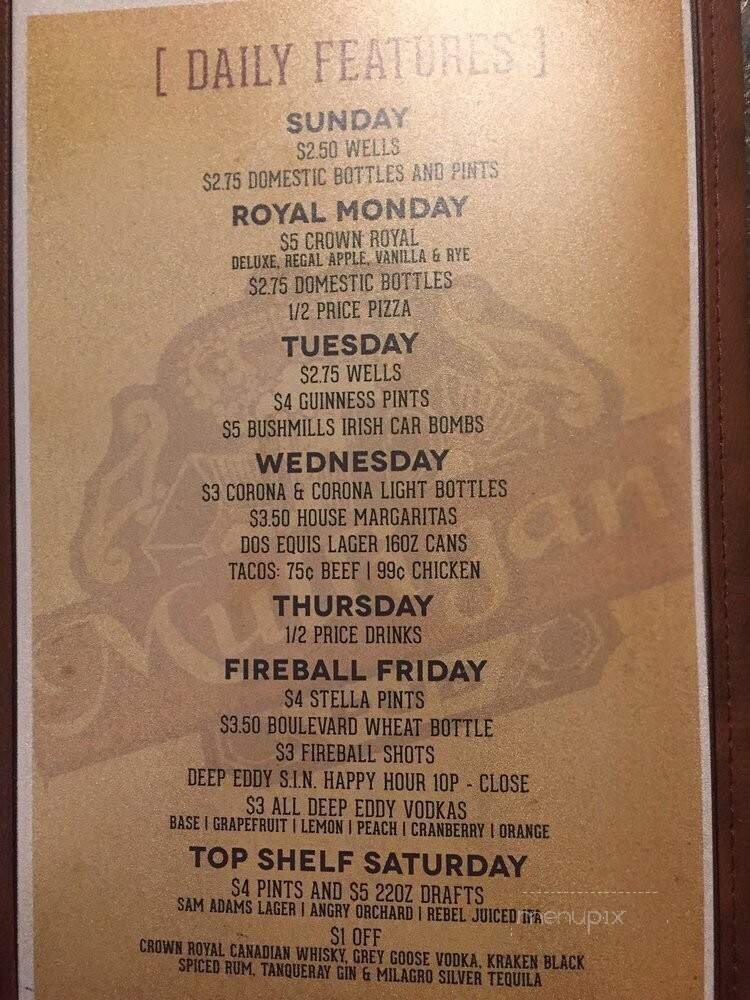 [ DAILY FEATURES ]
SUNDAY
$2.50 WELLS
$2.75 DOMESTIC BOTTLES AND PINTS
ROYAL MONDAY
$5 CROWN ROYAL
DELUXE, REGAL APPLE, VANILLA & RYE
$2.75 DOMESTIC BOTTLES
1/2 PRICE PIZZA
TUESDAY
$2.75 WELLS
$4 GUINNESS PINTS
$5 BUSHMILLS IRISH CAR BOMBS
WEDNESDAY
$3 CORONA & CORONA LIGHT BOTTLES
$3.50 HOUSE MARGARITAS
DOS EQUIS LAGER 16OZ CANS
TACOS: 75¢ BEEF | 99¢ CHICKEN
THURSDAY
1/2 PRICE DRINKS
FIREBALL FRIDAY
$4 STELLA PINTS
$3.50 BOULEVARD WHEAT BOTTLE
$3 FIREBALL SHOTS
DEEP EDDY S.I.N. HAPPY HOUR 10P - CLOSE
$3 ALL DEEP EDDY VODKAS
BASE | GRAPEFRUIT | LEMON | PEACH | CRANBERRY | ORANGE
TOP SHELF SATURDAY
$4 PINTS AND $5 22OZ DRAFTS
SAM ADAMS LAGER | ANGRY ORCHARD | REBEL JUICED IPA
menupix
$1 OFF
CROWN ROYAL CANADIAN WHISKY, GREY GOOSE VODKA, KRAKEN BLACK
SPICED RUM, TANQUERAY GIN & MILAGRO SILVER TEQUILA